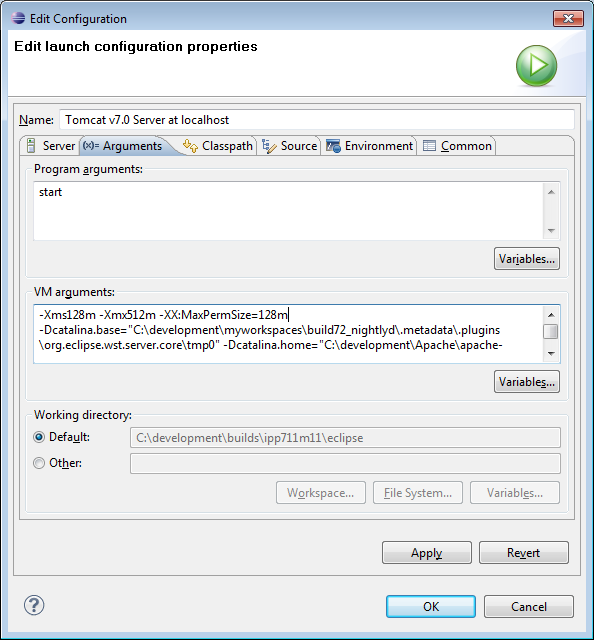 Edit Configuration
Edit launch configuration properties
Name: Tomcat v7.0 Server at localhost
Server (x)= Arguments Classpath Source Environment Common
Program arguments:
start
Variables...
VM arguments:
-Xms128m -Xmx512m -XX:MaxPermSize=128m
-Dcatalina.base="C:\development\myworkspaces\build72_nightlyd\.metadata\.plugins
\org.eclipse.wst.server.core\tmp0" -Dcatalina.home="C:\development\Apache\apache-
Variables...
Working directory:
Default: C:\development\builds\ipp711m11\eclipse
Other:
Workspace... File System... Variables...
Apply Revert
? OK Cancel